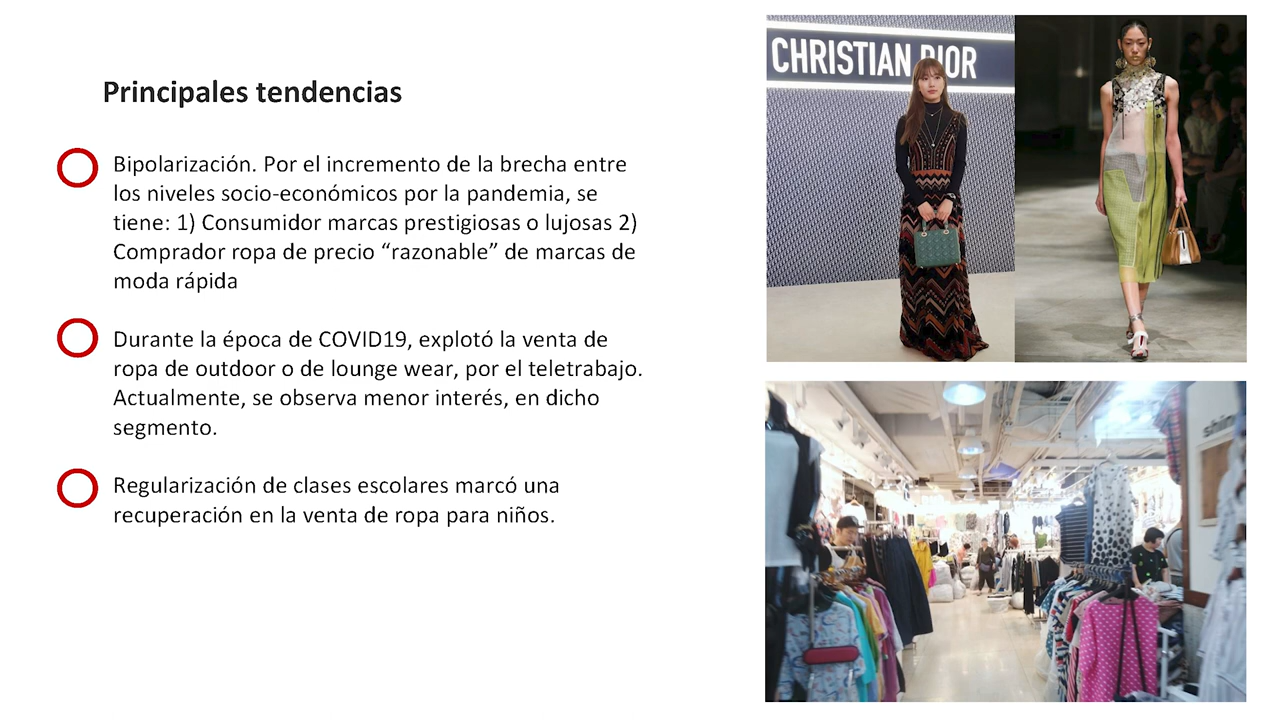 Principales tendencias
Bipolarización. Por el incremento de la brecha entre
los niveles socio-económicos por la pandemia, se
tiene: 1) Consumidor marcas prestigiosas o lujosas 2)
Comprador ropa de precio “razonable” de marcas de
moda rápida
Durante la época de COVID19, explotó la venta de
ropa de outdoor o de lounge wear, por el teletrabajo.
Actualmente, se observa menor interés, en dicho
segmento.
Regularización de clases escolares marcó una
recuperación en la venta de ropa para niños.
CHRISTIAN DIOR